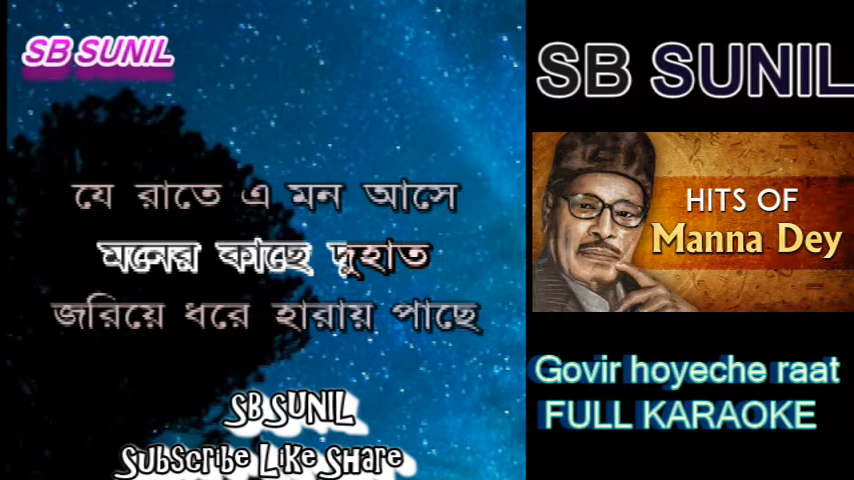 SB SUNIL
যে রাতে এ মন আসে
মনের কাছে দুহাত
জরিয়ে ধরে হারায় পাছে
SB SUNIL
Subscribe Like Share
SB SUNIL
HITS OF
Manna Dey
Govir hoyeche raat
FULL KARAOKE